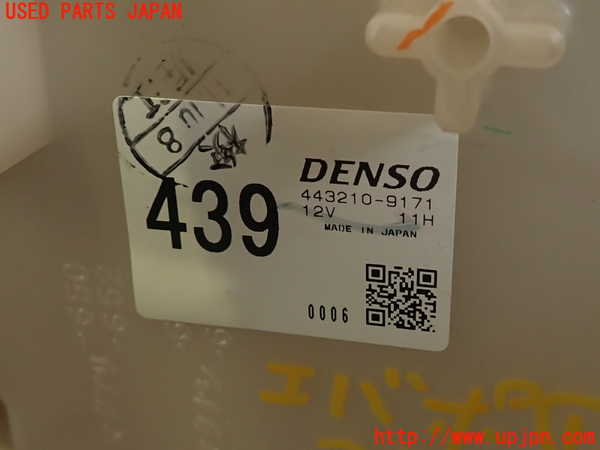 USED PARTS JAPAN
8
DENSO
443210-9171
12V 11H
MADE IN JAPAN
439
0006
エバ
http://www.upjpn.com